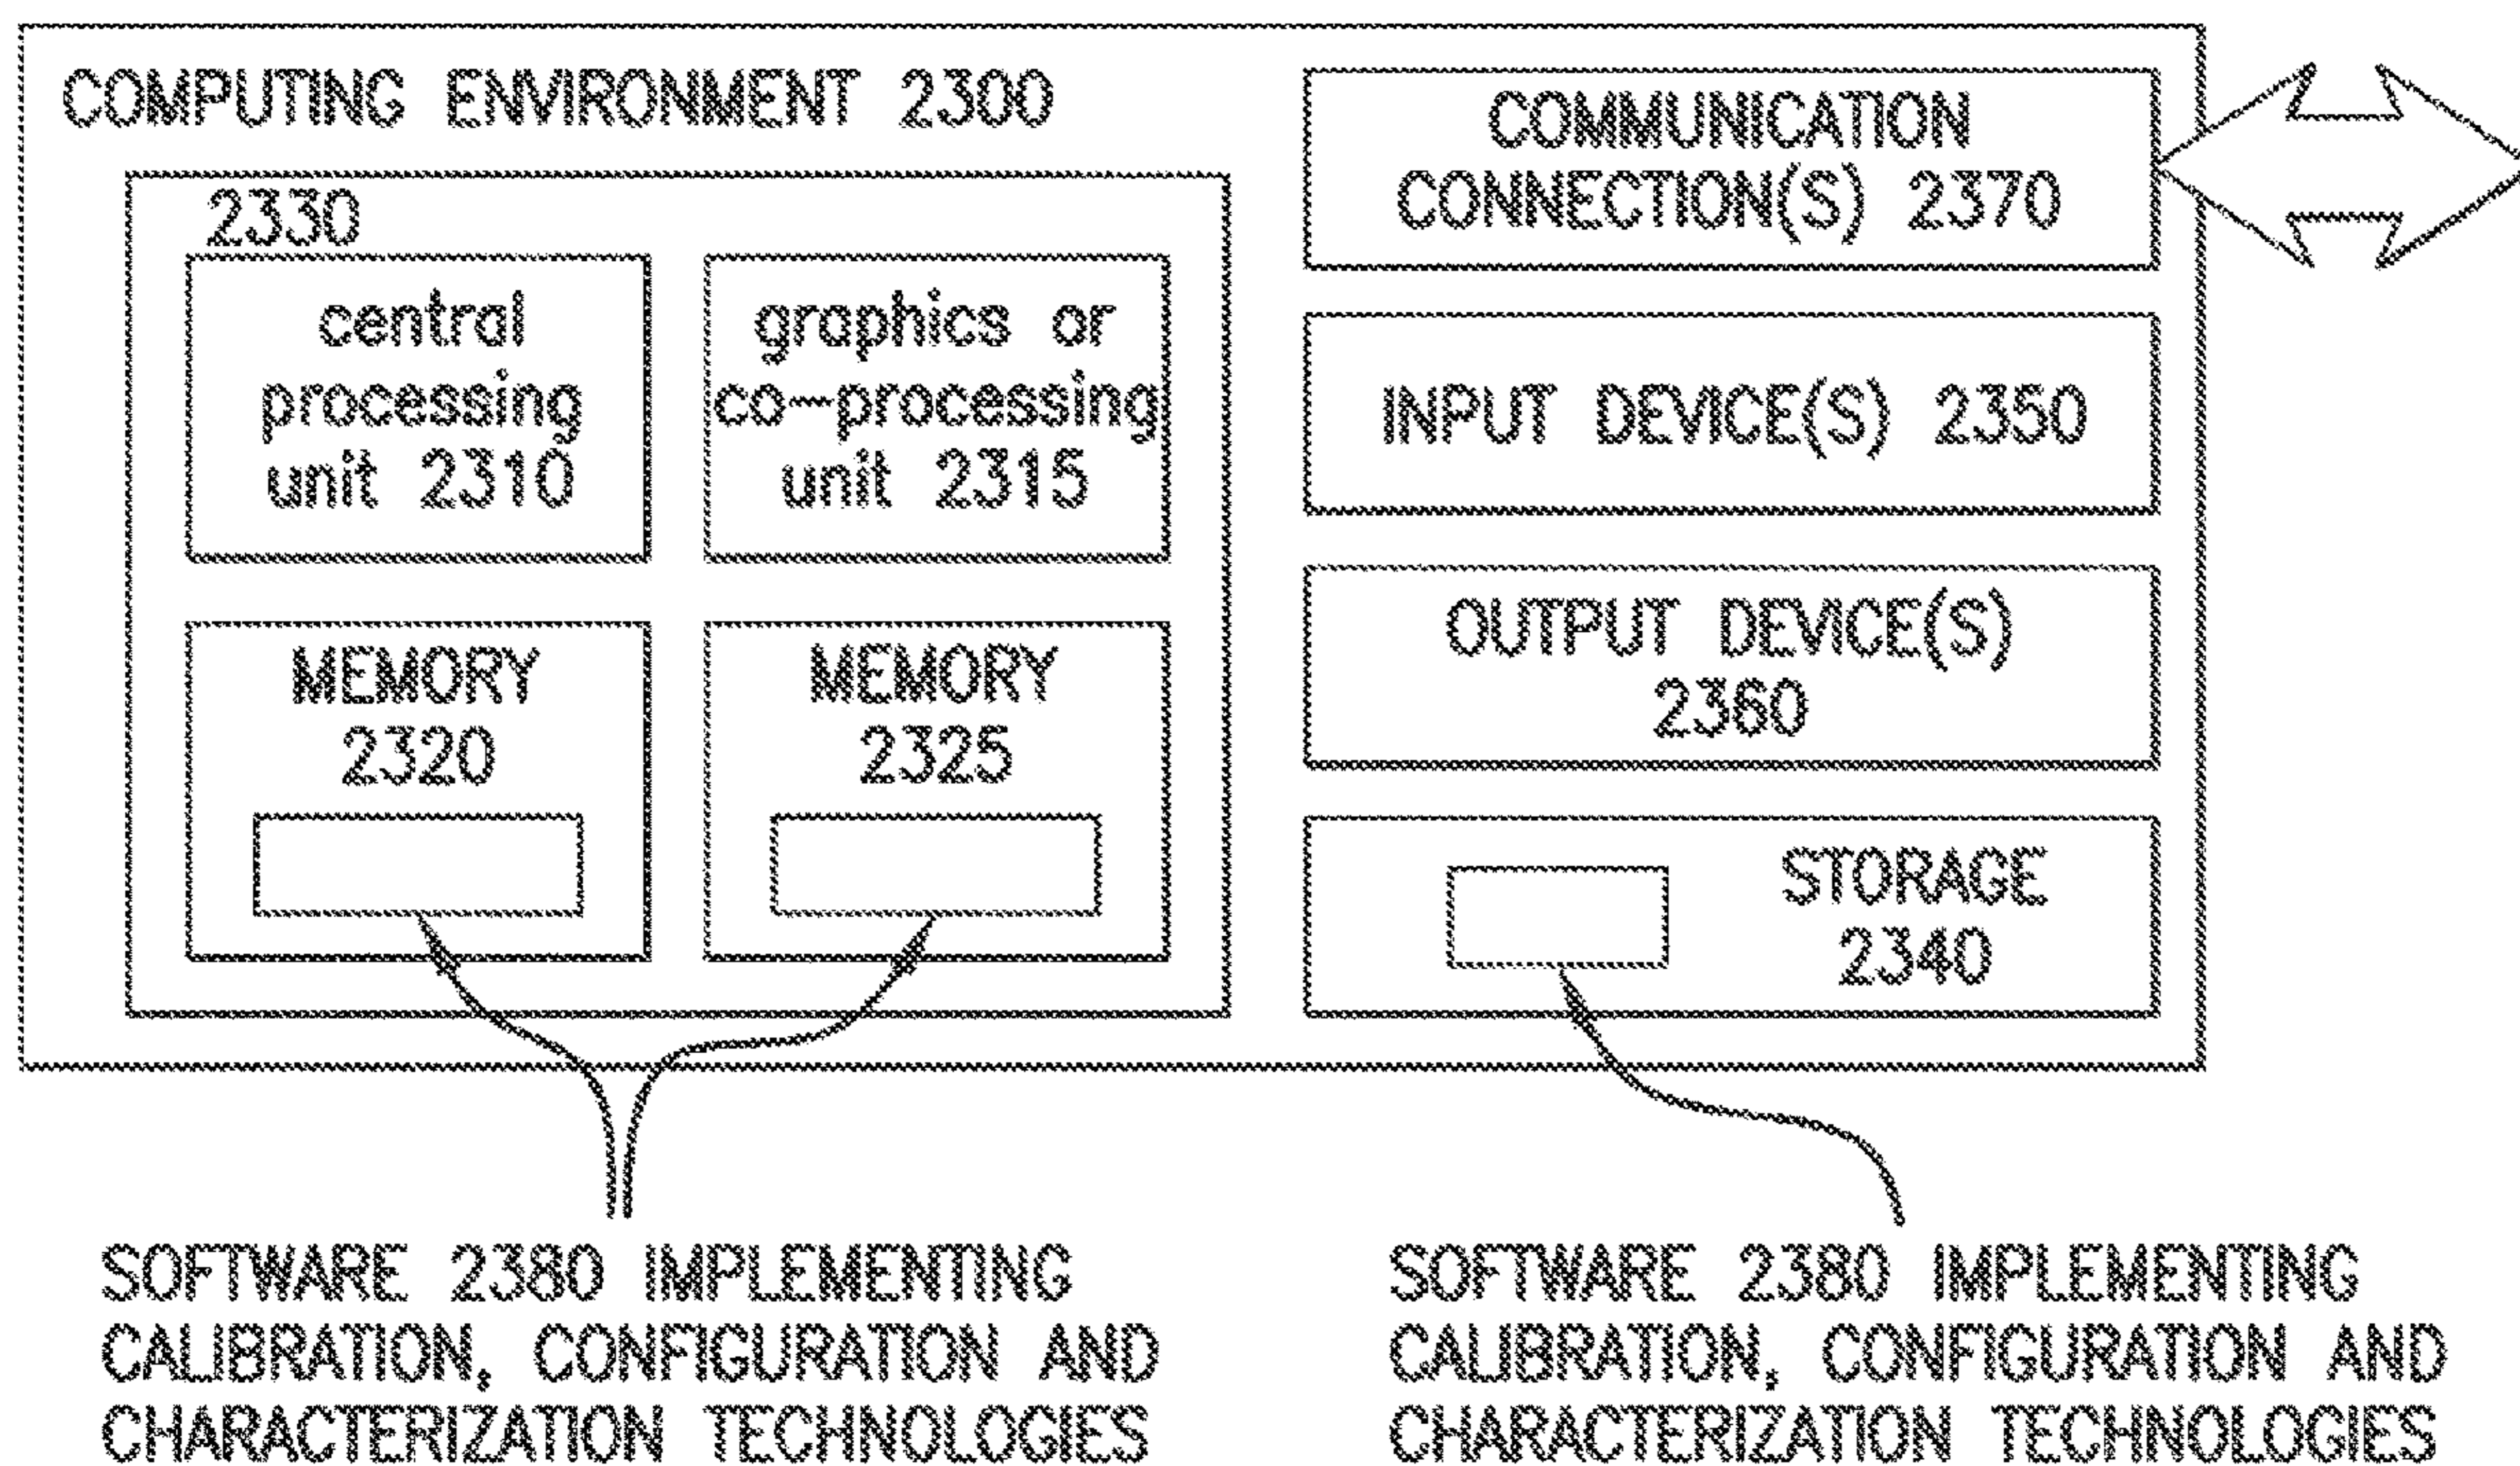 COMPUTING ENVIRONMENT 2300
2330
central
processing
unit 2310
graphics or
co-processing
unit 2315
MEMORY
2320
MEMORY
2325
COMMUNICATION
CONNECTION(S) 2370
INPUT DEVICE(S) 2350
OUTPUT DEVICE(S)
2360
STORAGE
2340
SOFTWARE 2380 IMPLEMENTING
CALIBRATION, CONFIGURATION AND
CHARACTERIZATION TECHNOLOGIES
SOFTWARE 2380 IMPLEMENTING
CALIBRATION, CONFIGURATION AND
CHARACTERIZATION TECHNOLOGIES